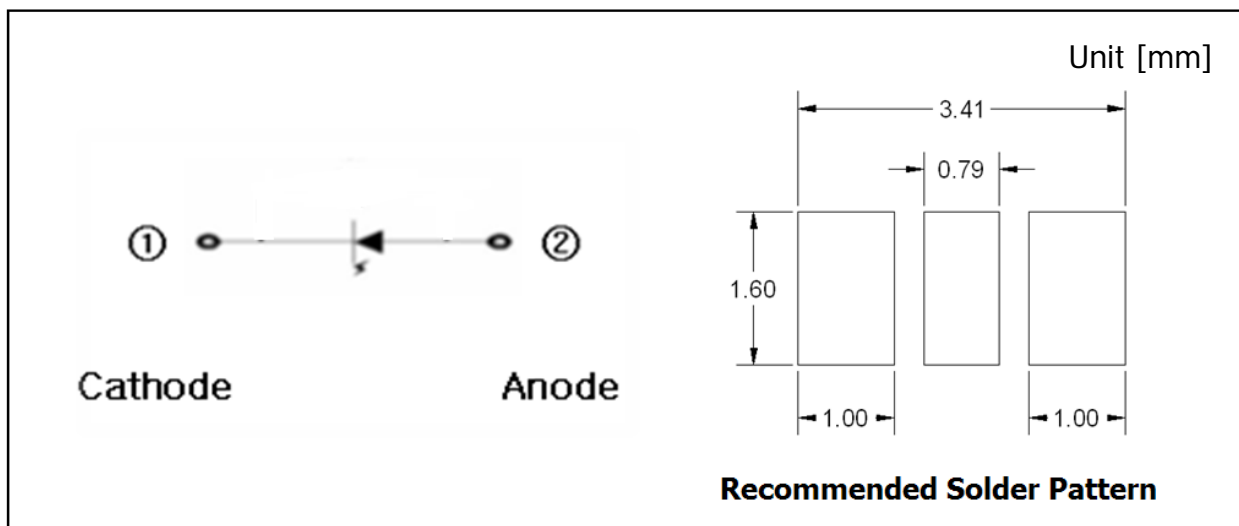 Unit [mm]
3.41
0.79
① ②
1.60
Cathode Anode
1.00 1.00
Recommended Solder Pattern